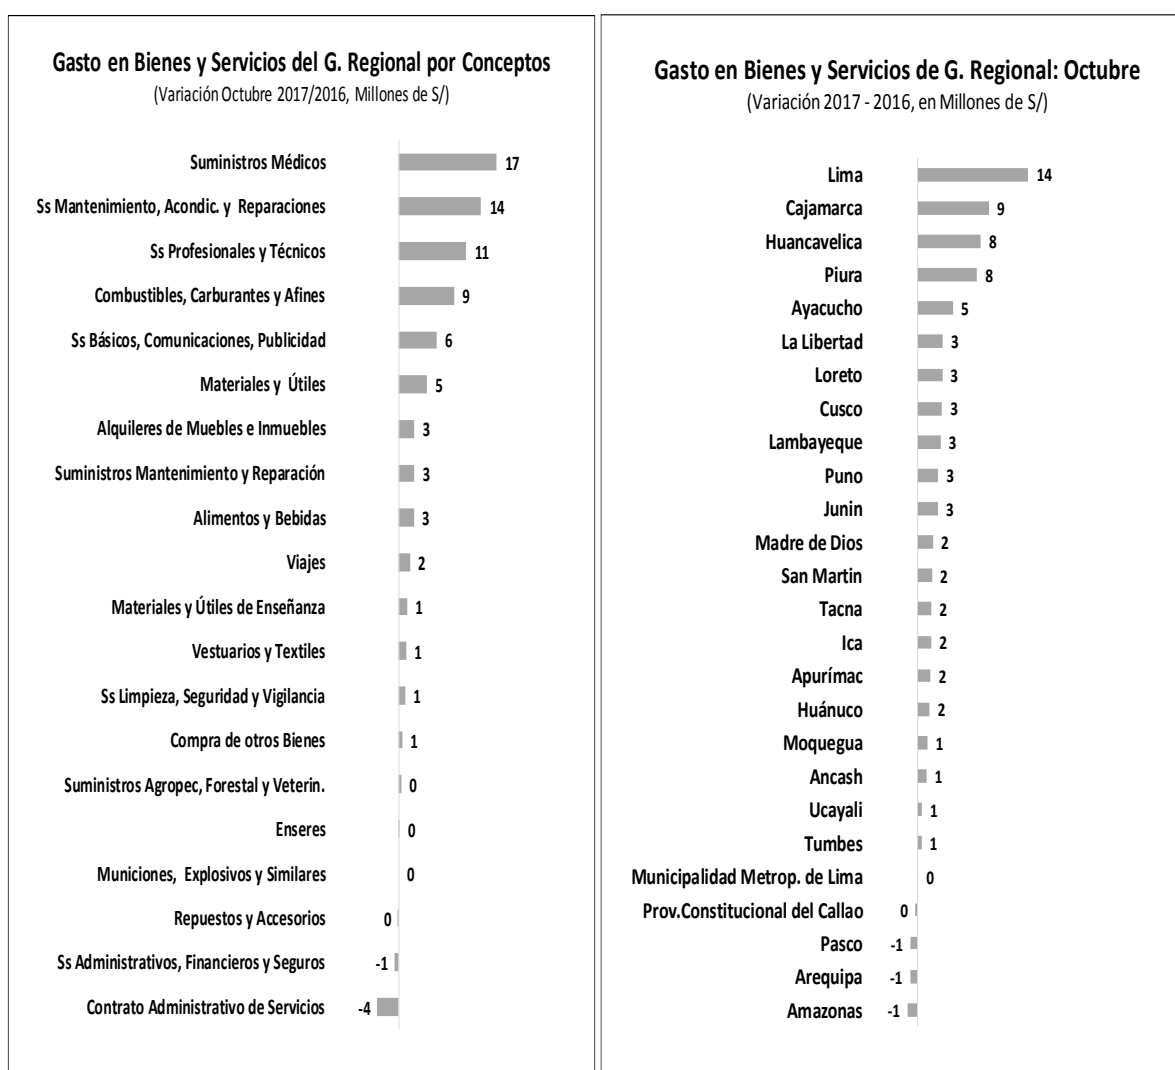 Gasto en Bienes y Servicios del G. Regional por Conceptos
(Variación Octubre 2017/2016, Millones de S/)
Suministros Médicos 17
Ss Mantenimiento, Acondic. y Reparaciones 14
Ss Profesionales y Técnicos 11
Combustibles, Carburantes y Afines 9
Ss Básicos, Comunicaciones, Publicidad 6
Materiales y Útiles 5
Alquileres de Muebles e Inmuebles 3
Suministros Mantenimiento y Reparación 3
Alimentos y Bebidas 3
Viajes 2
Materiales y Útiles de Enseñanza 1
Vestuarios y Textiles 1
Ss Limpieza, Seguridad y Vigilancia 1
Compra de otros Bienes 1
Suministros Agropec, Forestal y Veterin. 0
Enseres 0
Municiones, Explosivos y Similares 0
Repuestos y Accesorios 0
Ss Administrativos, Financieros y Seguros -1
Contrato Administrativo de Servicios -4
Gasto en Bienes y Servicios de G. Regional: Octubre
(Variación 2017 - 2016, en Millones de S/)
Lima 14
Cajamarca 9
Huancavelica 8
Piura 8
Ayacucho 5
La Libertad 3
Loreto 3
Cusco 3
Lambayeque 3
Puno 3
Junin 3
Madre de Dios 2
San Martin 2
Tacna 2
Ica 2
Apurímac 2
Huánuco 2
Moquegua 1
Ancash 1
Ucayali 1
Tumbes 1
Municipalidad Metrop. de Lima 0
Prov.Constitucional del Callao 0
Pasco -1
Arequipa -1
Amazonas -1